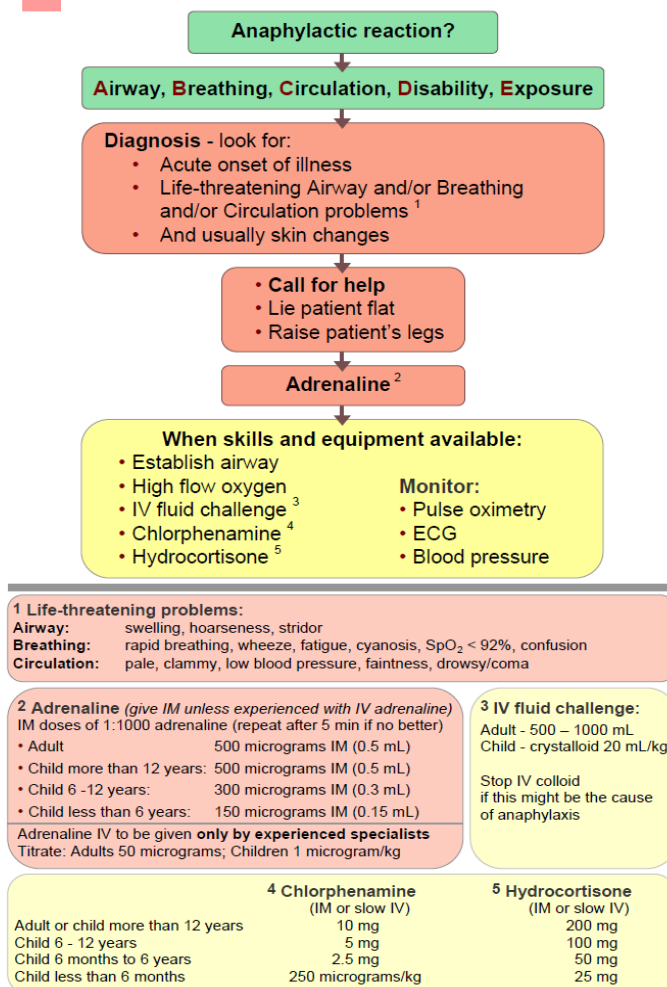 Anaphylactic reaction?
Airway, Breathing, Circulation, Disability, Exposure
Diagnosis - look for:
• Acute onset of illness
• Life-threatening Airway and/or Breathing
and/or Circulation problems 1
• And usually skin changes
• Call for help
• Lie patient flat
• Raise patient's legs
Adrenaline 2
When skills and equipment available:
• Establish airway
• High flow oxygen
• IV fluid challenge 3
• Chlorphenamine 4
• Hydrocortisone 5
Monitor:
• Pulse oximetry
• ECG
• Blood pressure
1 Life-threatening problems:
Airway: swelling, hoarseness, stridor
Breathing: rapid breathing, wheeze, fatigue, cyanosis, SpO2 < 92%, confusion
Circulation: pale, clammy, low blood pressure, faintness, drowsy/coma
2 Adrenaline (give IM unless experienced with IV adrenaline)
IM doses of 1:1000 adrenaline (repeat after 5 min if no better)
• Adult 500 micrograms IM (0.5 mL)
• Child more than 12 years: 500 micrograms IM (0.5 mL)
• Child 6 -12 years: 300 micrograms IM (0.3 mL)
• Child less than 6 years: 150 micrograms IM (0.15 mL)
Adrenaline IV to be given only by experienced specialists
Titrate: Adults 50 micrograms; Children 1 microgram/kg
3 IV fluid challenge:
Adult - 500 – 1000 mL
Child - crystalloid 20 mL/kg
Stop IV colloid
if this might be the cause
of anaphylaxis
4 Chlorphenamine 5 Hydrocortisone
(IM or slow IV) (IM or slow IV)
Adult or child more than 12 years 10 mg 200 mg
Child 6 - 12 years 5 mg 100 mg
Child 6 months to 6 years 2.5 mg 50 mg
Child less than 6 months 250 micrograms/kg 25 mg